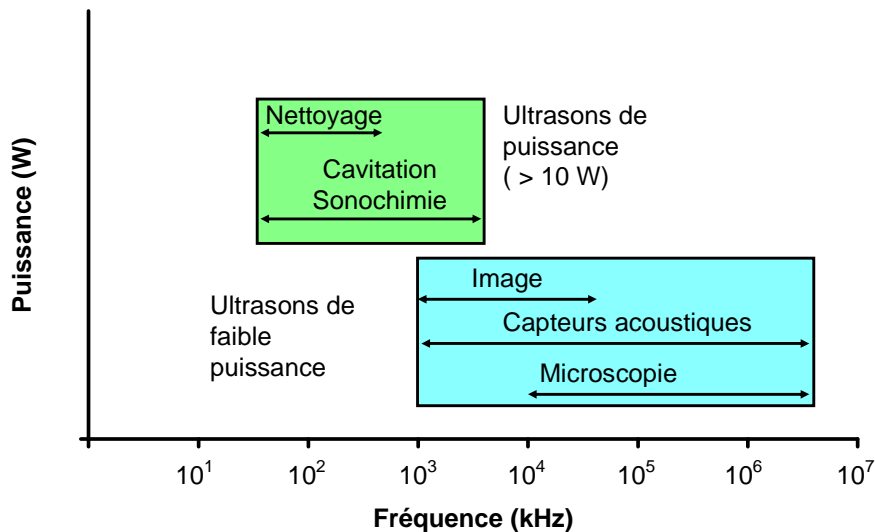 Puissance (W)
Nettoyage
Cavitation
Sonochimie
Ultrasons de
puissance
( > 10 W)
Ultrasons de
faible
puissance
Image
Capteurs acoustiques
Microscopie
10¹ 10² 10³ 10⁴ 10⁵ 10⁶ 10⁷
Fréquence (kHz)